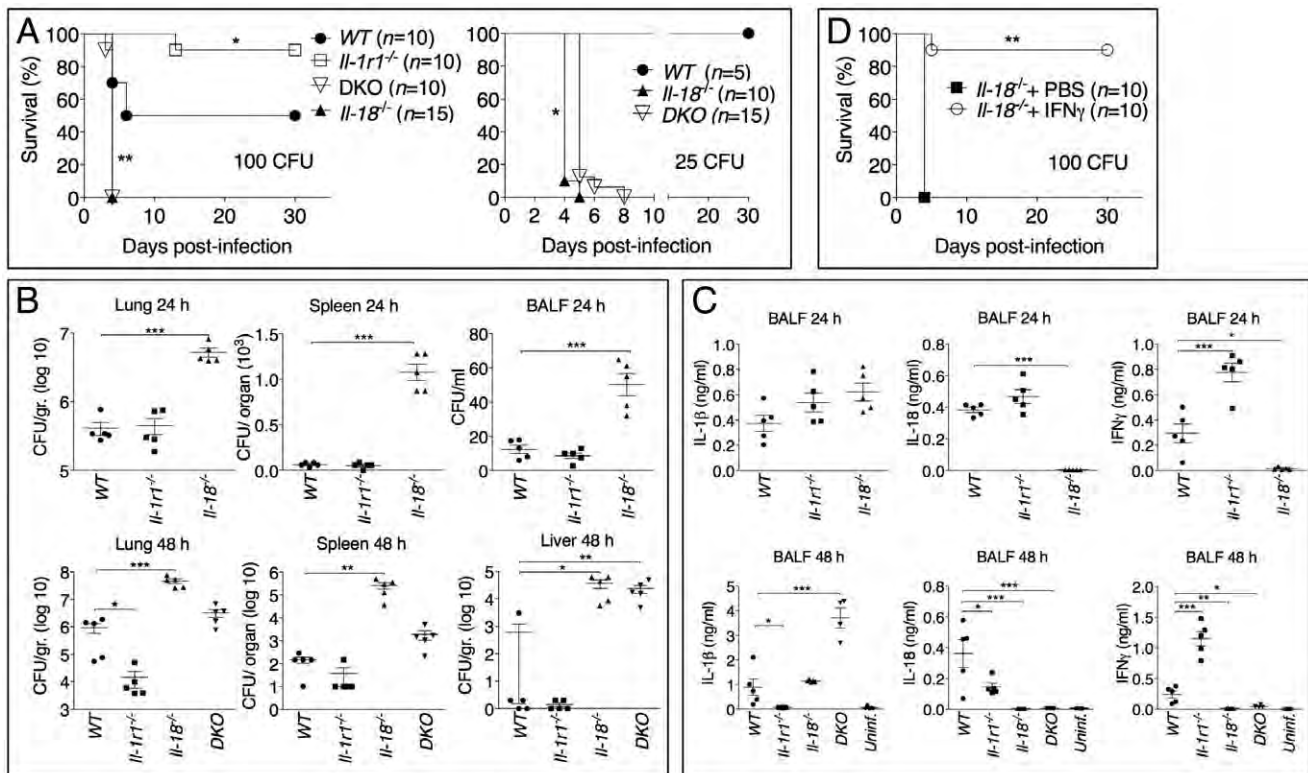 A
Survival (%)
100
80
60
40
20
0
*
**
100 CFU
0 10 20 30
Days post-infection
WT (n=10)
Il-1r1-/- (n=10)
DKO (n=10)
Il-18-/- (n=15)
Survival (%)
100
80
60
40
20
0
*
WT (n=5)
Il-18-/- (n=10)
DKO (n=15)
25 CFU
0 2 4 6 8 10 20 30
Days post-infection
D
Survival (%)
100
80
60
40
20
0
**
Il-18-/- + PBS (n=10)
Il-18-/- + IFNγ (n=10)
100 CFU
0 10 20 30
Days post-infection
B
Lung 24 h
CFU/gr. (log 10)
7
6
5
***
WT Il-1r1-/- Il-18-/-
Spleen 24 h
CFU/ organ (10³)
1.5
1.0
0.5
0.0
***
WT Il-1r1-/- Il-18-/-
BALF 24 h
CFU/ml
80
60
40
20
0
***
WT Il-1r1-/- Il-18-/-
Lung 48 h
CFU/gr. (log 10)
8
7
6
5
4
3
***
*
WT Il-1r1-/- Il-18-/- DKO
Spleen 48 h
CFU/ organ (log 10)
6
5
4
3
2
1
0
**
WT Il-1r1-/- Il-18-/- DKO
Liver 48 h
CFU/gr. (log 10)
5
4
3
2
1
0
**
*
WT Il-1r1-/- Il-18-/- DKO
C
BALF 24 h
IL-1β (ng/ml)
1.0
0.8
0.6
0.4
0.2
0.0
WT Il-1r1-/- Il-18-/-
BALF 24 h
IL-18 (ng/ml)
0.8
0.6
0.4
0.2
0.0
***
WT Il-1r1-/- Il-18-/-
BALF 24 h
IFNγ (ng/ml)
1.0
0.8
0.6
0.4
0.2
0.0
*
***
WT Il-1r1-/- Il-18-/-
BALF 48 h
IL-1β (ng/ml)
5
4
3
2
1
0
***
*
WT Il-1r1-/- Il-18-/- DKO Uninf.
BALF 48 h
IL-18 (ng/ml)
0.8
0.6
0.4
0.2
0.0
***
***
*
WT Il-1r1-/- Il-18-/- DKO Uninf.
BALF 48 h
IFNγ (ng/ml)
2.0
1.5
1.0
0.5
0.0
*
**
***
WT Il-1r1-/- Il-18-/- DKO Uninf.